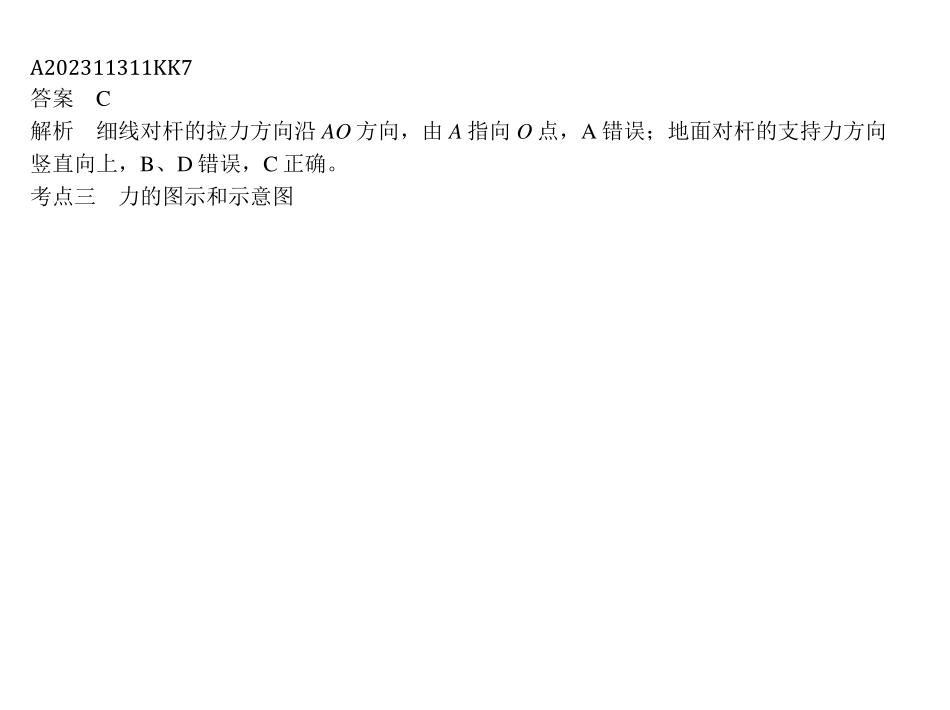 A202311311KK7
答案　C
解析　细线对杆的拉力方向沿 AO 方向，由 A 指向 O 点，A 错误；地面对杆的支持力方向
竖直向上，B、D 错误，C 正确。
考点三　力的图示和示意图